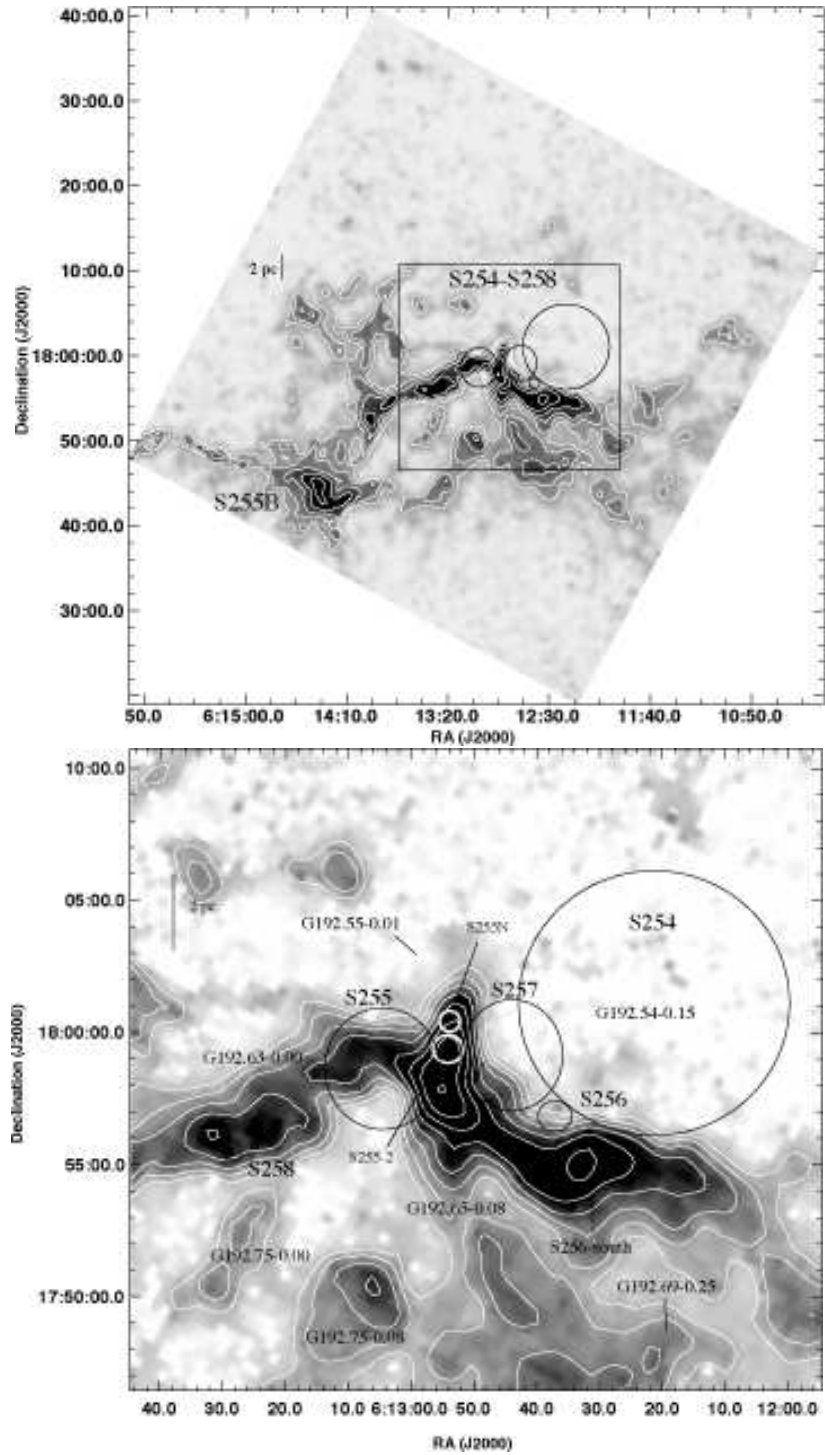 40:00.0
30:00.0
20:00.0
10:00.0
2 pc
S254-S258
18:00:00.0
Declination (J2000)
50:00.0
S255B
40:00.0
30:00.0
50.0 6:15:00.0 14:10.0 13:20.0 12:30.0 11:40.0 10:50.0
RA (J2000)
10:00.0
05:00.0
S254
G192.55-0.01
S255N
S255
S257
G192.54-0.15
18:00:00.0
Declination (J2000)
G192.63-0.00
S256
55:00.0
S258
S255-2
G192.65-0.08
S256-south
G192.75-0.00
G192.69-0.25
17:50:00.0
G192.75-0.08
40.0 30.0 20.0 10.0 6:13:00.0 50.0 40.0 30.0 20.0 10.0 12:00.0
RA (J2000)